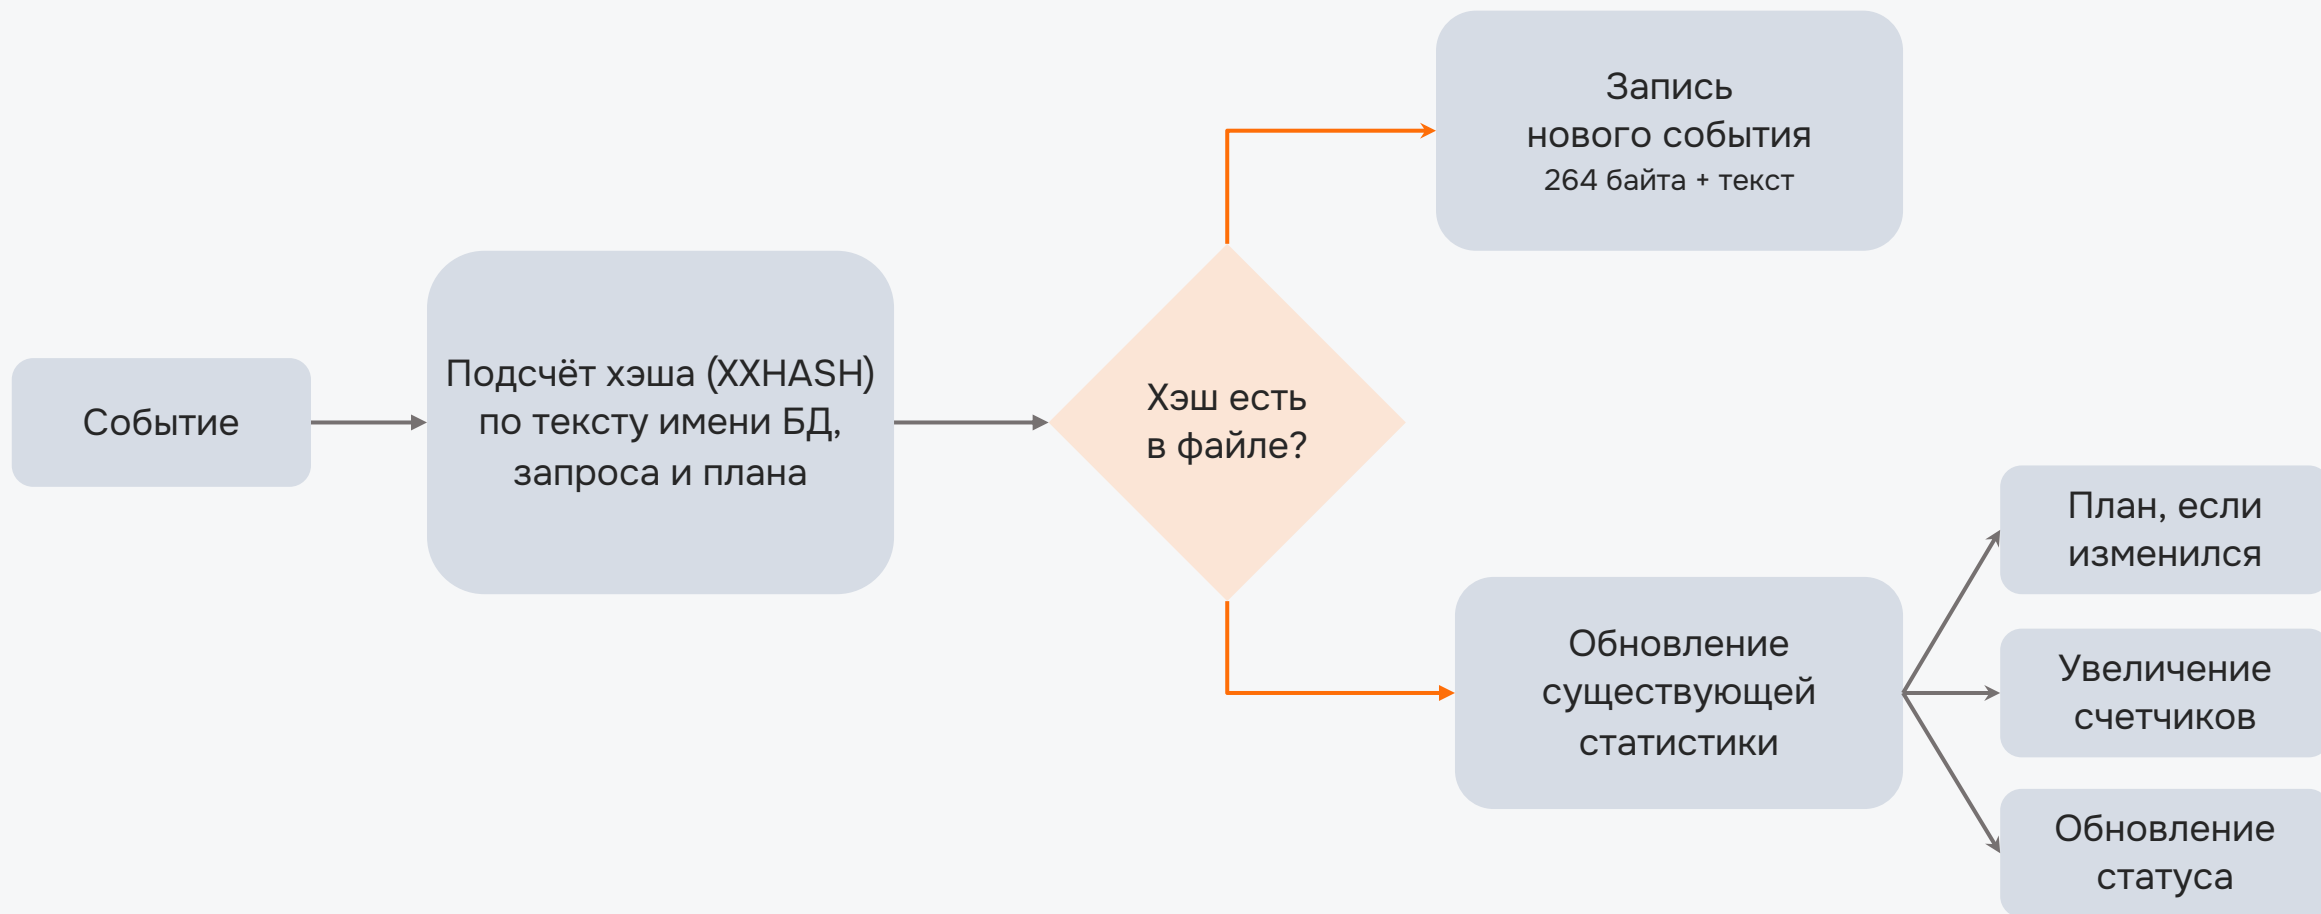 Событие
Подсчёт хэша (XXHASH)
по тексту имени БД,
запроса и плана
Хэш есть
в файле?
Запись
нового события
264 байта + текст
Обновление
существующей
статистики
План, если
изменился
Увеличение
счетчиков
Обновление
статуса